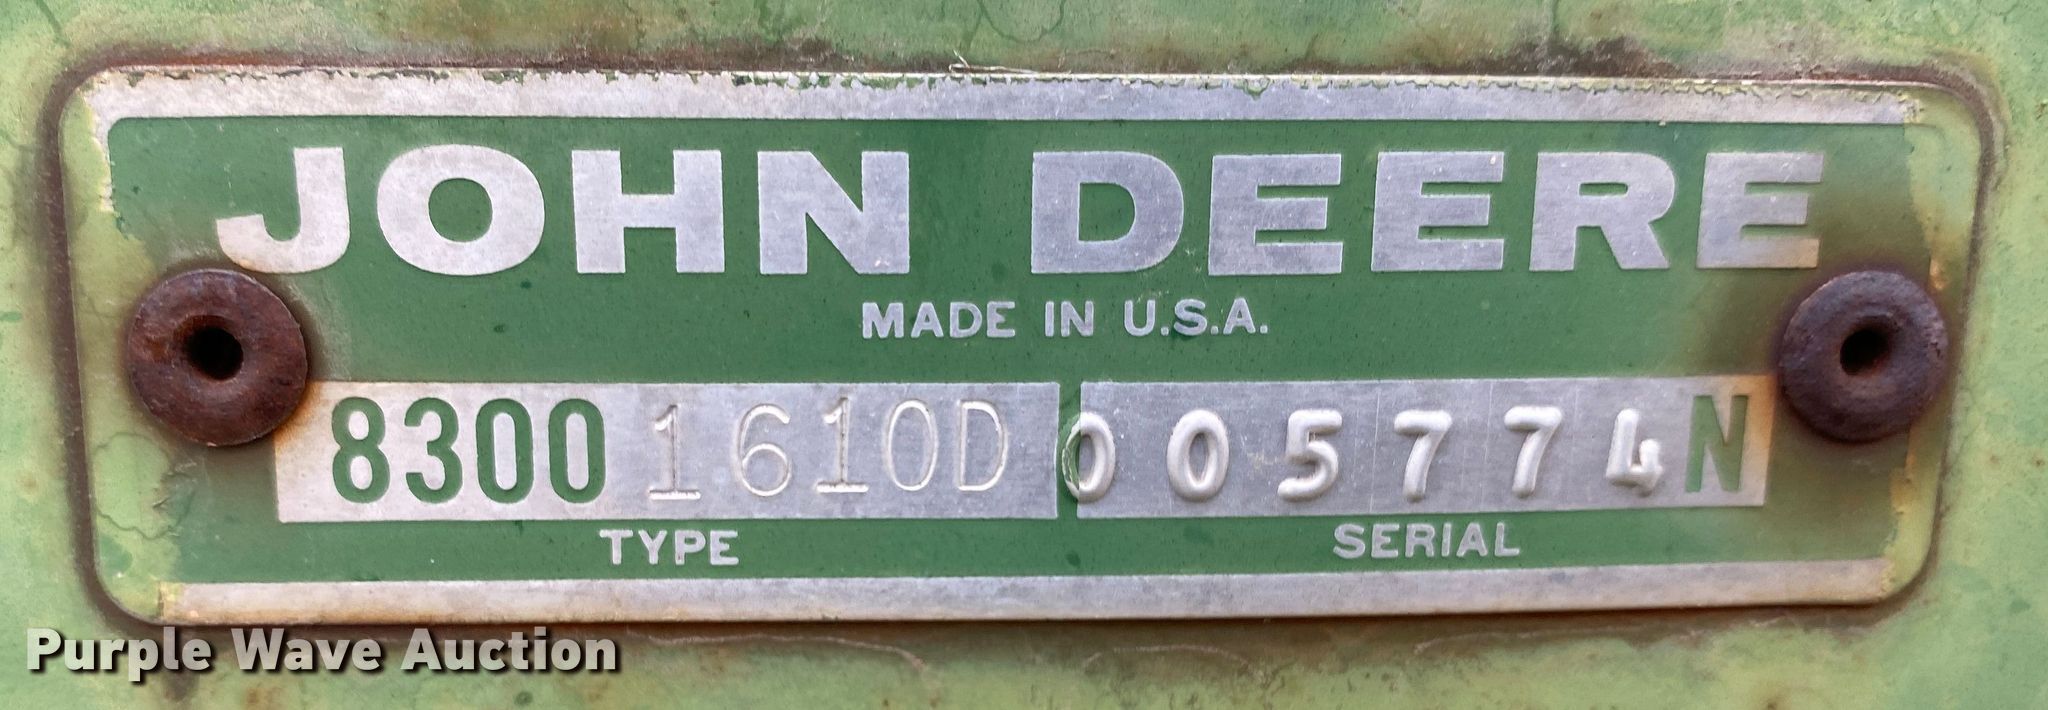 JOHN DEERE
MADE IN U.S.A.
8300 1610D 005774N
TYPE SERIAL
Purple Wave Auction